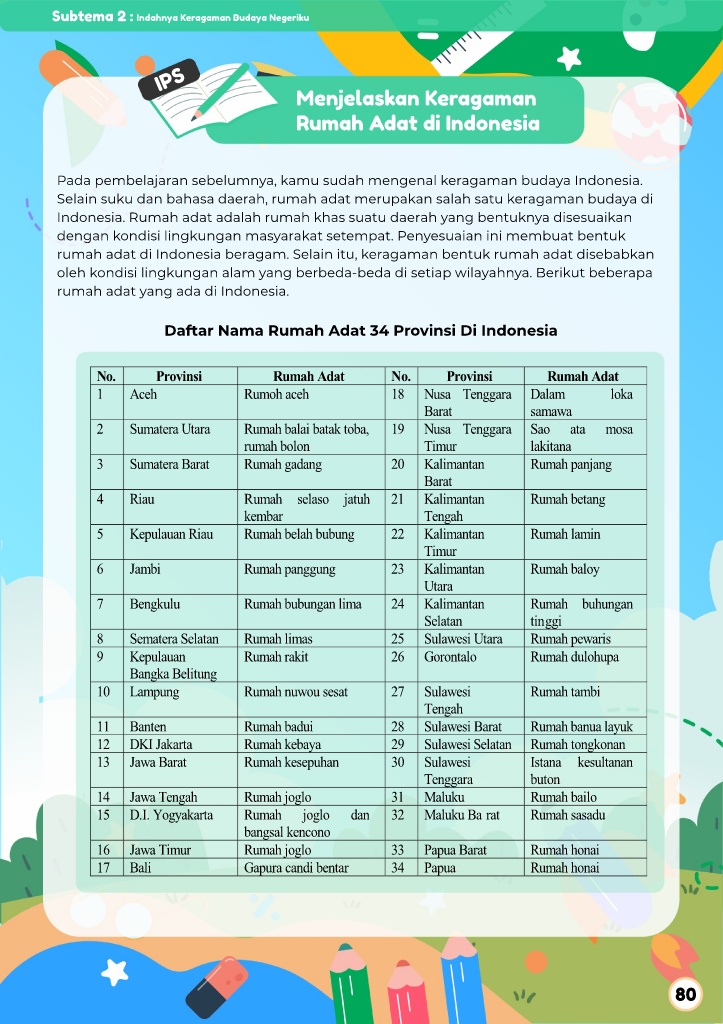 Subtema 2 : Indahnya Keragaman Budaya Negeriku
IPS
Menjelaskan Keragaman
Rumah Adat di Indonesia
Pada pembelajaran sebelumnya, kamu sudah mengenal keragaman budaya Indonesia.
Selain suku dan bahasa daerah, rumah adat merupakan salah satu keragaman budaya di
Indonesia. Rumah adat adalah rumah khas suatu daerah yang bentuknya disesuaikan
dengan kondisi lingkungan masyarakat setempat. Penyesuaian ini membuat bentuk
rumah adat di Indonesia beragam. Selain itu, keragaman bentuk rumah adat disebabkan
oleh kondisi lingkungan alam yang berbeda-beda di setiap wilayahnya. Berikut beberapa
rumah adat yang ada di Indonesia.
Daftar Nama Rumah Adat 34 Provinsi Di Indonesia
No. Provinsi Rumah Adat No. Provinsi Rumah Adat
1 Aceh Rumoh aceh 18 Nusa Tenggara Dalam loka
Barat samawa
2 Sumatera Utara Rumah balai batak toba, 19 Nusa Tenggara Sao ata mosa
rumah bolon Timur lakitana
3 Sumatera Barat Rumah gadang 20 Kalimantan Rumah panjang
Barat
4 Riau Rumah selaso jatuh 21 Kalimantan Rumah betang
kembar Tengah
5 Kepulauan Riau Rumah belah bubung 22 Kalimantan Rumah lamin
Timur
6 Jambi Rumah panggung 23 Kalimantan Rumah baloy
Utara
7 Bengkulu Rumah bubungan lima 24 Kalimantan Rumah buhungan
Selatan tinggi
8 Sematera Selatan Rumah limas 25 Sulawesi Utara Rumah pewaris
9 Kepulauan Rumah rakit 26 Gorontalo Rumah dulohupa
Bangka Belitung
10 Lampung Rumah nuwou sesat 27 Sulawesi Rumah tambi
Tengah
11 Banten Rumah badui 28 Sulawesi Barat Rumah banua layuk
12 DKI Jakarta Rumah kebaya 29 Sulawesi Selatan Rumah tongkonan
13 Jawa Barat Rumah kesepuhan 30 Sulawesi Istana kesultanan
Tenggara buton
14 Jawa Tengah Rumah joglo 31 Maluku Rumah bailo
15 D.I. Yogyakarta Rumah joglo dan 32 Maluku Ba rat Rumah sasadu
bangsal kencono
16 Jawa Timur Rumah joglo 33 Papua Barat Rumah honai
17 Bali Gapura candi bentar 34 Papua Rumah honai
80